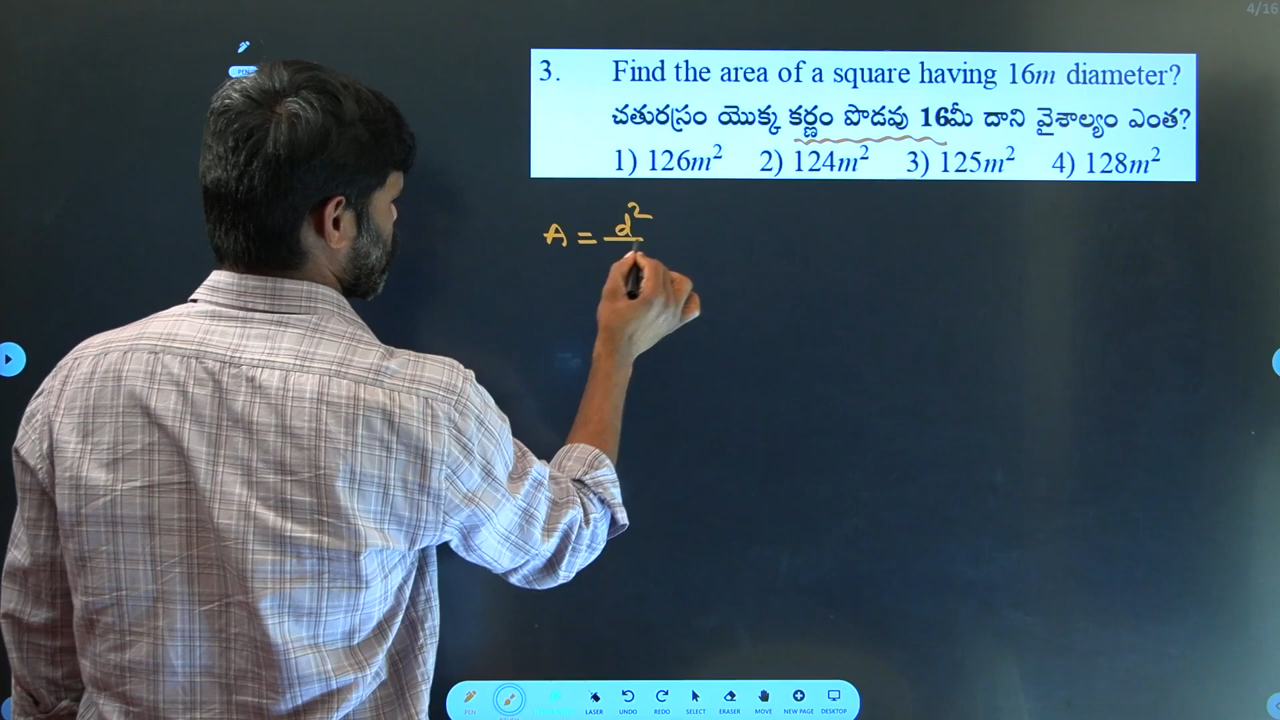 4/16
PEN
3. Find the area of a square having 16m diameter?
చతురస్రం యొక్క కర్ణం పొడవు 16మీ దాని వైశాల్యం ఎంత?
1) 126m² 2) 124m² 3) 125m² 4) 128m²
A = d²
PEN LASER UNDO REDO SELECT ERASER MOVE NEW PAGE DESKTOP